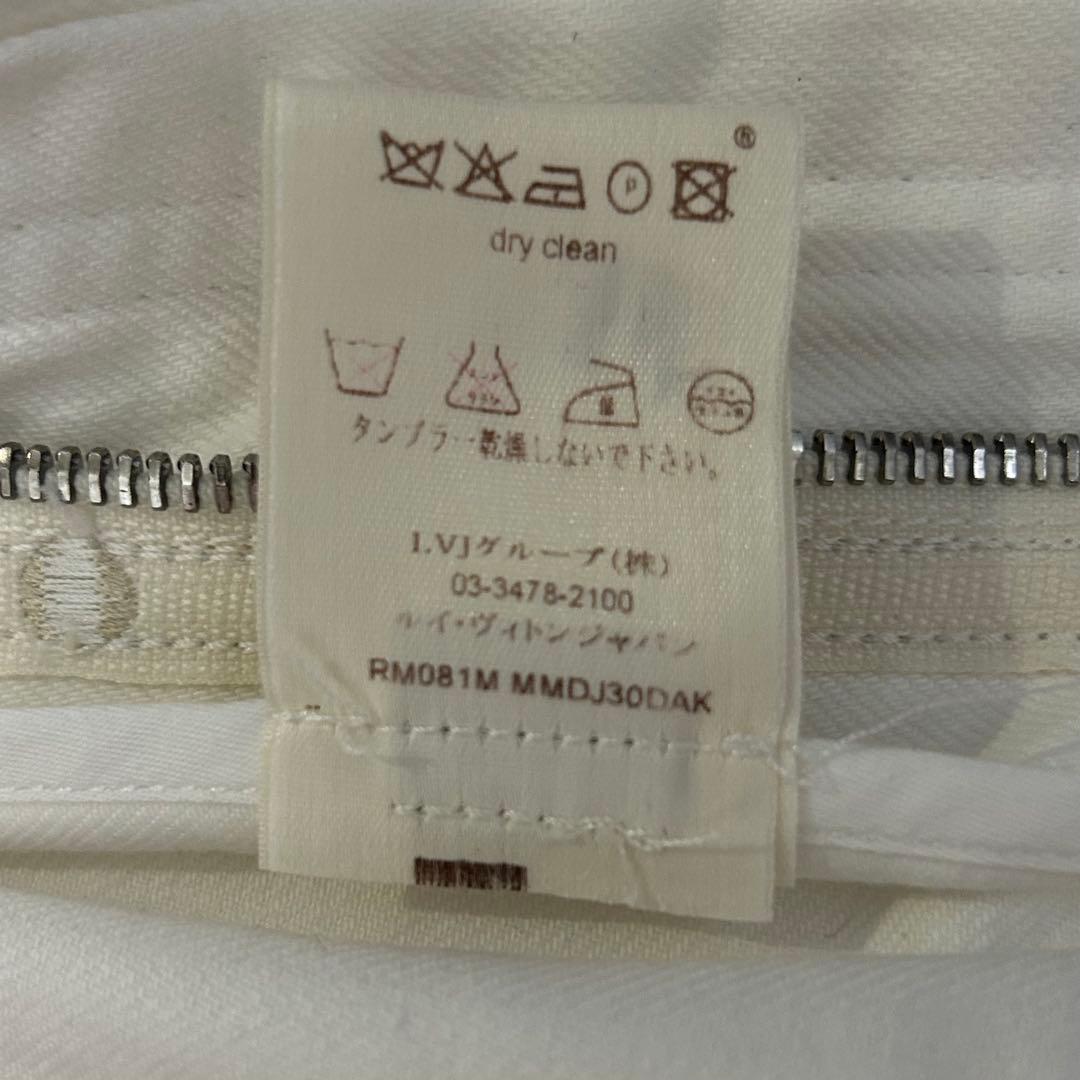 ®
P
dry clean
低
タンブラー乾燥しないで下さい。
LVJグループ(株)
03-3478-2100
ルイ・ヴィトンジャパン
RM081M MMDJ30DAK